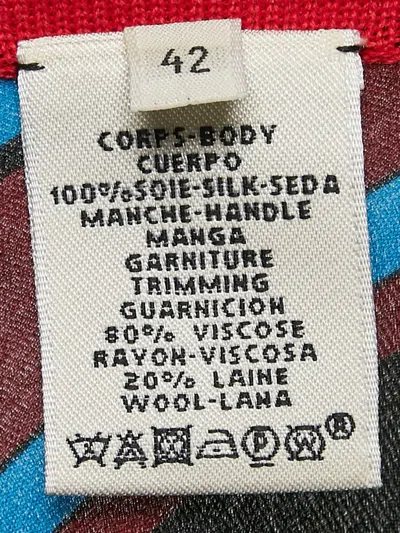 42
CORPS-BODY
CUERPO
100%SOIE-SILK-SEDA
MANCHE-HANDLE
MANGA
GARNITURE
TRIMMING
GUARNICION
80% VISCOSE
RAYON-VISCOSA
20% LAINE
WOOL-LANA
P W ®